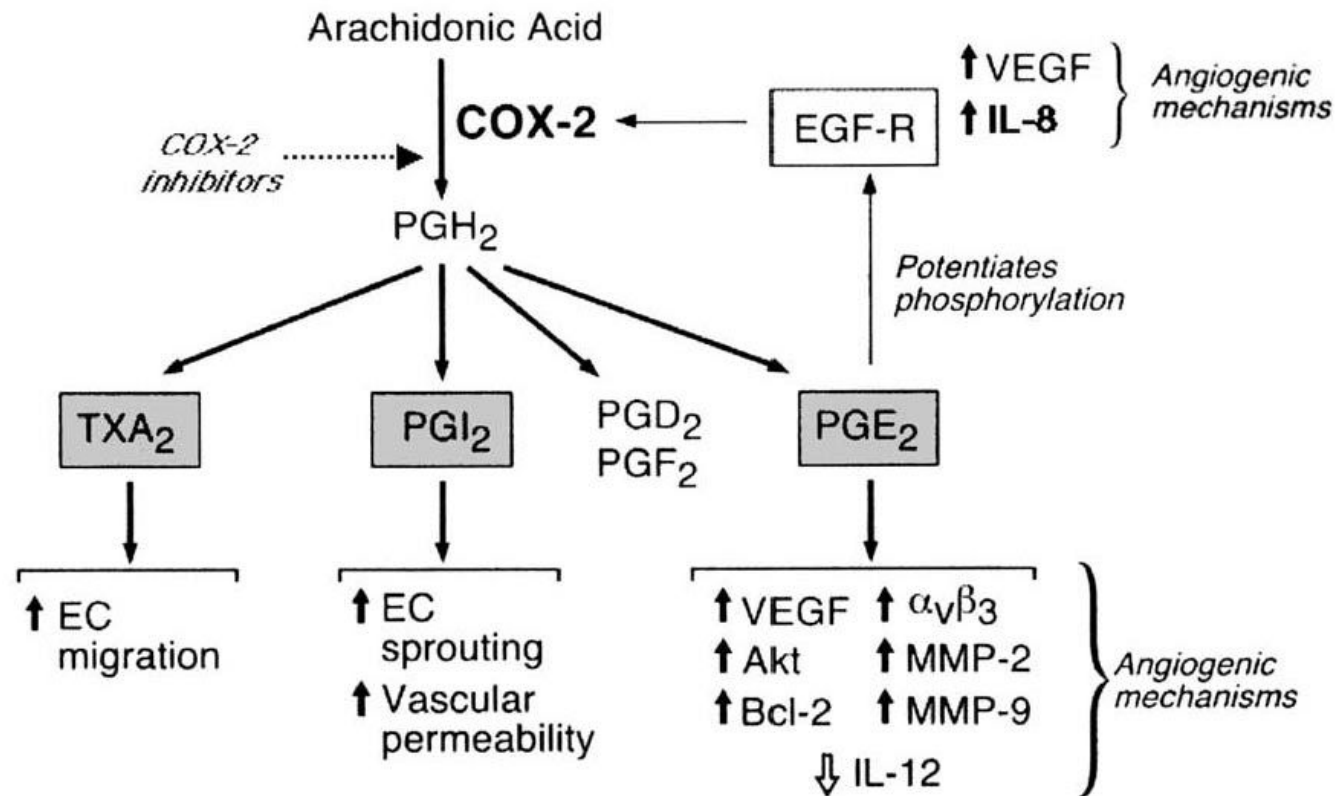 Arachidonic Acid
↑ VEGF
↑ IL-8
Angiogenic
mechanisms
COX-2
EGF-R
COX-2
inhibitors
PGH₂
Potentiates
phosphorylation
TXA₂
PGI₂
PGD₂
PGF₂
PGE₂
↑ EC
migration
↑ EC
sprouting
↑ Vascular
permeability
↑ VEGF ↑ αᵥβ₃
↑ Akt ↑ MMP-2
↑ Bcl-2 ↑ MMP-9
⇩ IL-12
Angiogenic
mechanisms